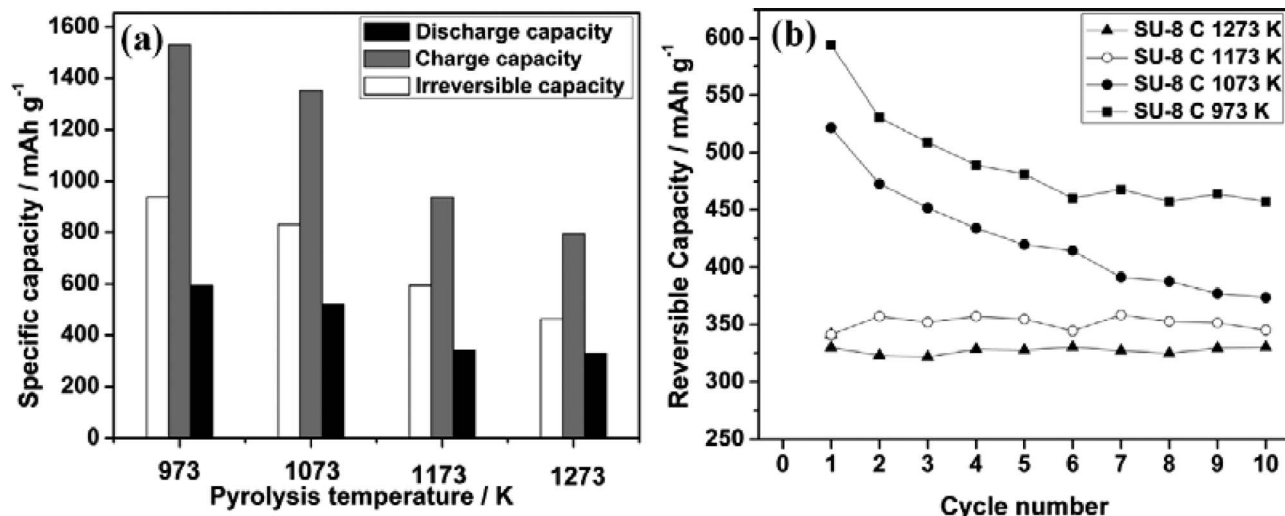 (a)
Discharge capacity
Charge capacity
Irreversible capacity
Specific capacity / mAh g⁻¹
1600
1400
1200
1000
800
600
400
200
0
973
1073
1173
1273
Pyrolysis temperature / K
(b)
SU-8 C 1273 K
SU-8 C 1173 K
SU-8 C 1073 K
SU-8 C 973 K
Reversible Capacity / mAh g⁻¹
600
550
500
450
400
350
300
250
0 1 2 3 4 5 6 7 8 9 10
Cycle number